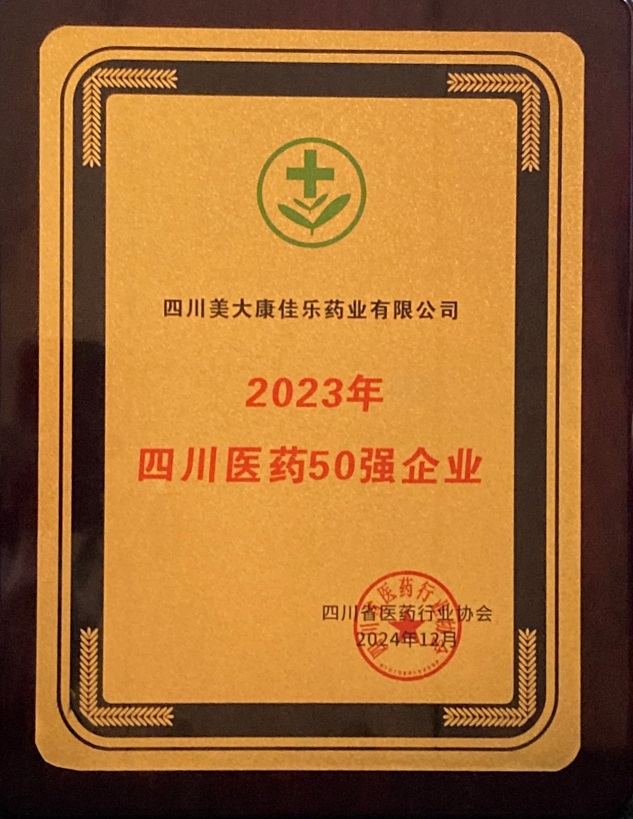 四川美大康佳乐药业有限公司
2023年
四川医药50强企业
四川省医药行业协会
2024年12月